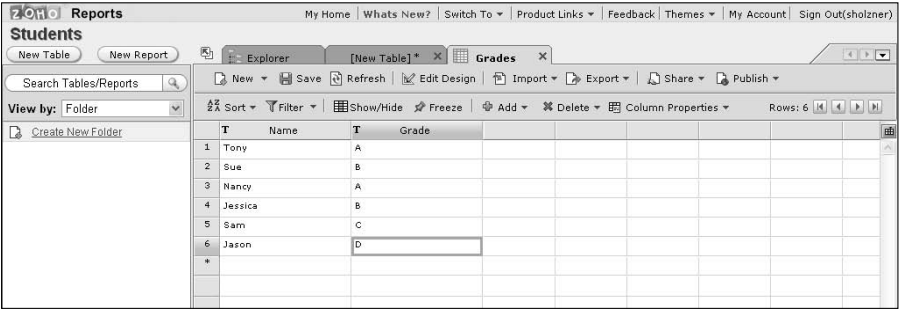 ZOHO Reports
My Home | Whats New? | Switch To | Product Links | Feedback | Themes | My Account | Sign Out(sholzner)
Students
New Table New Report
Explorer [New Table] * X Grades X
Search Tables/Reports
New Save Refresh | Edit Design | Import Export | Share Publish
View by: Folder
Sort Filter | Show/Hide Freeze | Add Delete Column Properties Rows: 6
Create New Folder
T Name T Grade
1 Tony A
2 Sue B
3 Nancy A
4 Jessica B
5 Sam C
6 Jason D
*